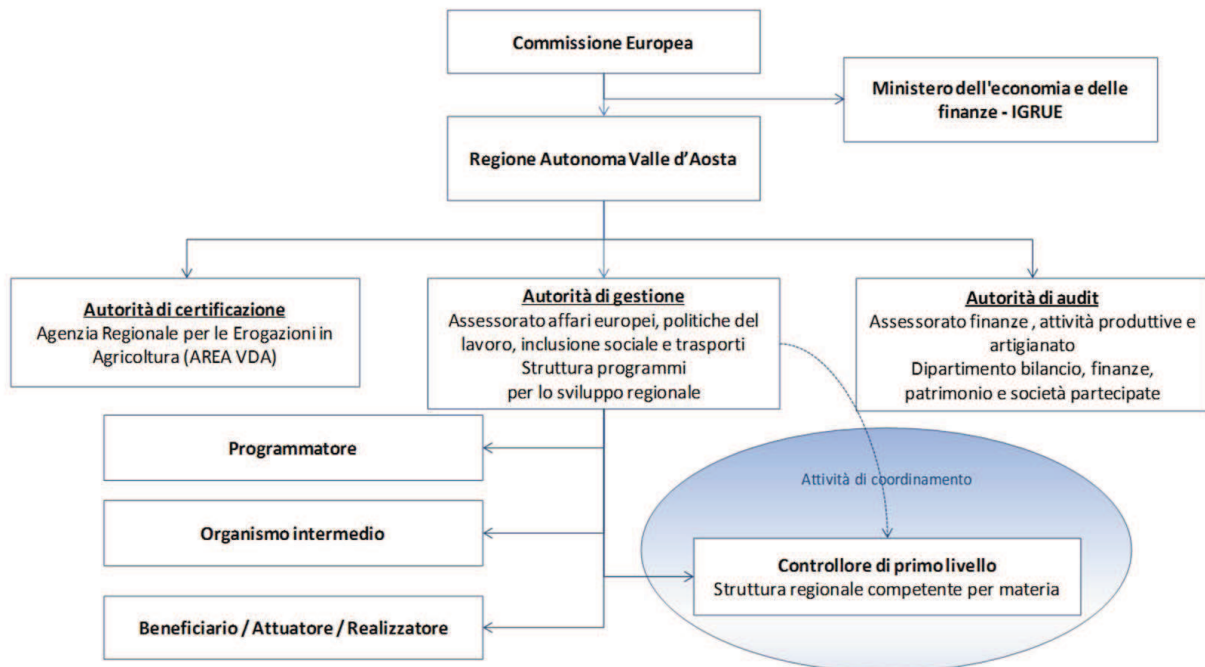 Commissione Europea
Ministero dell'economia e delle
finanze - IGRUE
Regione Autonoma Valle d'Aosta
Autorità di certificazione
Agenzia Regionale per le Erogazioni in
Agricoltura (AREA VDA)
Autorità di gestione
Assessorato affari europei, politiche del
lavoro, inclusione sociale e trasporti
Struttura programmi
per lo sviluppo regionale
Autorità di audit
Assessorato finanze , attività produttive e
artigianato
Dipartimento bilancio, finanze,
patrimonio e società partecipate
Programmatore
Attività di coordinamento
Organismo intermedio
Controllore di primo livello
Struttura regionale competente per materia
Beneficiario / Attuatore / Realizzatore